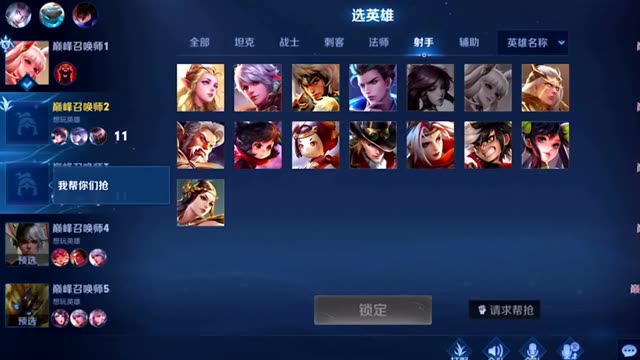 选英雄
全部 坦克 战士 刺客 法师 射手 辅助 英雄名称
巅峰召唤师1
巅峰召唤师2
想玩英雄
11
我帮你们抢
巅峰召唤师4
想玩英雄
预选
巅峰召唤师5
想玩英雄
预选
锁定
请求帮抢